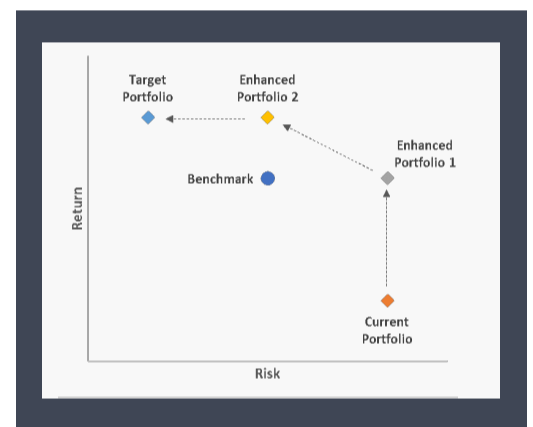 Target
Portfolio
Enhanced
Portfolio 2
Enhanced
Portfolio 1
Benchmark
Return
Current
Portfolio
Risk